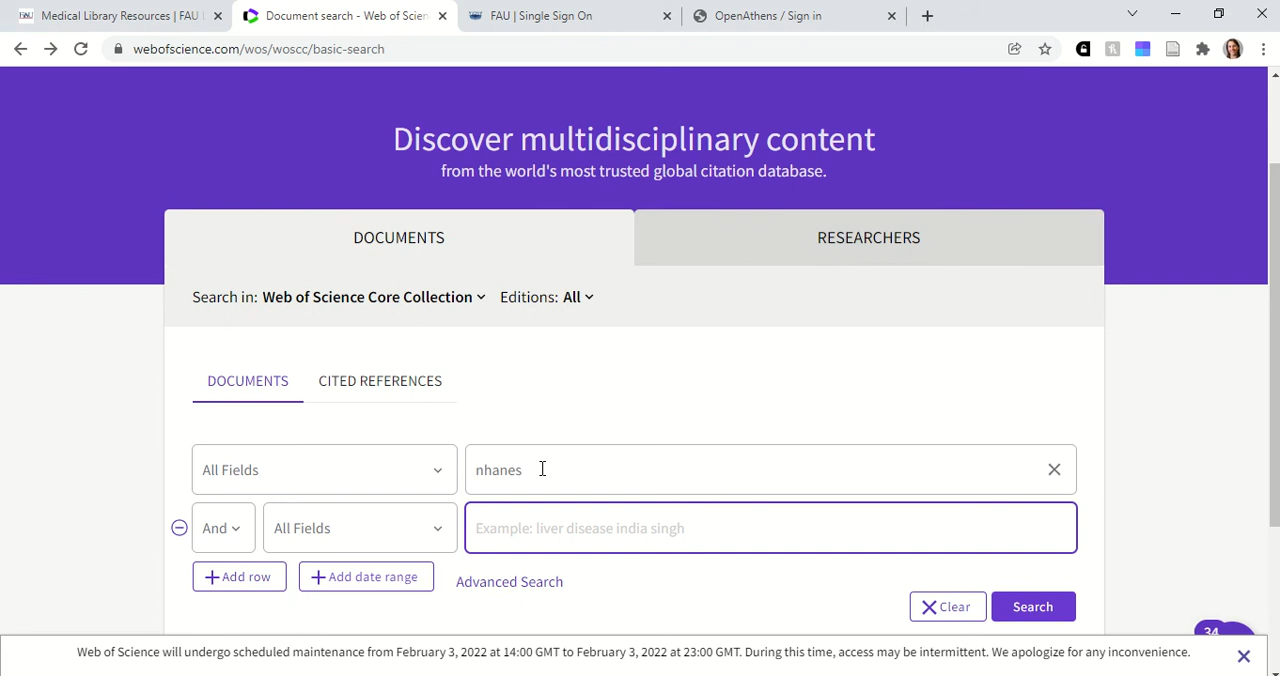 Medical Library Resources | FAU L
Document search - Web of Scien
FAU | Single Sign On
OpenAthens / Sign in
webofscience.com/wos/woscc/basic-search
Discover multidisciplinary content
from the world's most trusted global citation database.
DOCUMENTS
RESEARCHERS
Search in: Web of Science Core Collection Editions: All
DOCUMENTS
CITED REFERENCES
All Fields
nhanes
And
All Fields
Example: liver disease india singh
Add row
Add date range
Advanced Search
Clear
Search
34
Web of Science will undergo scheduled maintenance from February 3, 2022 at 14:00 GMT to February 3, 2022 at 23:00 GMT. During this time, access may be intermittent. We apologize for any inconvenience.